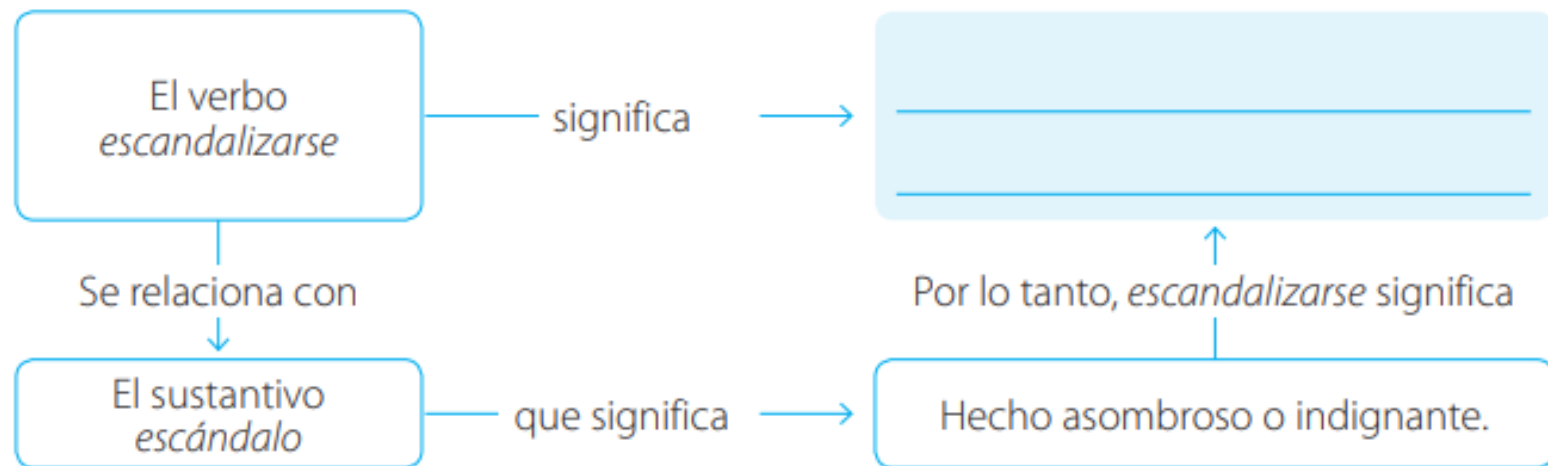 El verbo
escandalizarse
significa
Se relaciona con
Por lo tanto, escandalizarse significa
El sustantivo
escándalo
que significa
Hecho asombroso o indignante.